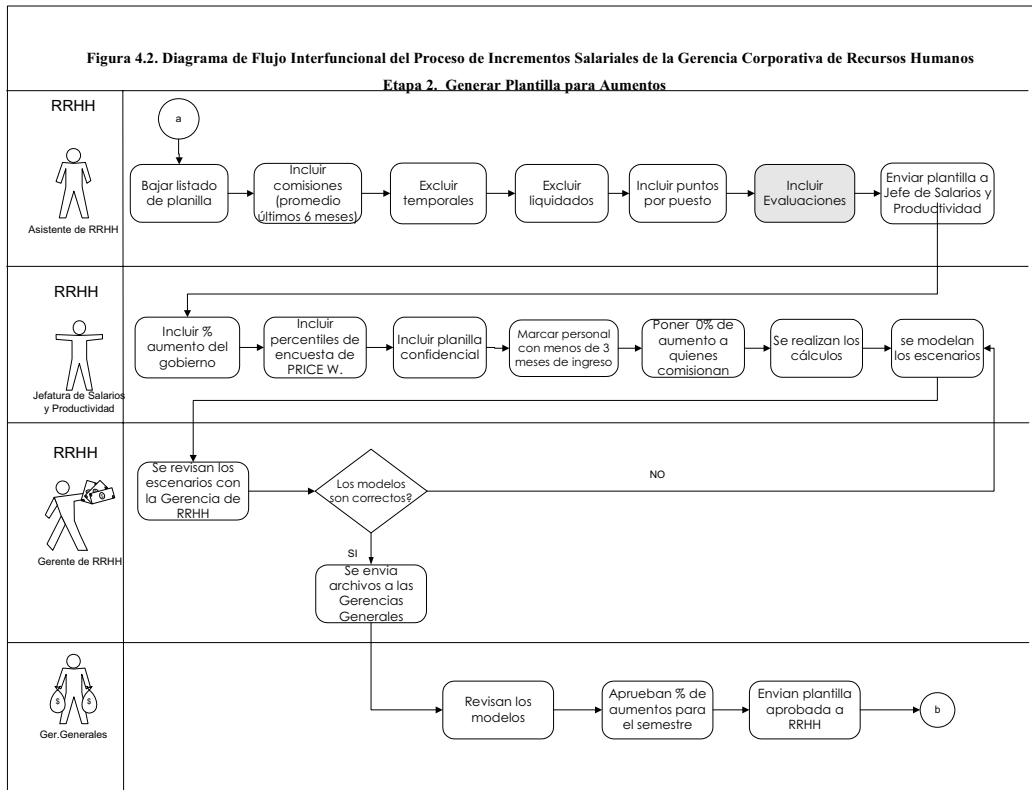 Figura 4.2. Diagrama de Flujo Interfuncional del Proceso de Incrementos Salariales de la Gerencia Corporativa de Recursos Humanos
Etapa 2. Generar Plantilla para Aumentos
RRHH
Asistente de RRHH
a
Bajar listado
de planilla
Incluir
comisiones
(promedio
últimos 6 meses)
Excluir
temporales
Excluir
liquidados
Incluir puntos
por puesto
Incluir
Evaluaciones
Enviar plantilla a
Jefe de Salarios y
Productividad
RRHH
Jefatura de Salarios
y Productividad
Incluir %
aumento del
gobierno
Incluir
percentiles de
encuesta de
PRICE W.
Incluir planilla
confidencial
Marcar personal
con menos de 3
meses de ingreso
Poner 0% de
aumento a
quienes
comisionan
Se realizan los
cálculos
se modelan
los escenarios
RRHH
Gerente de RRHH
Se revisan los
escenarios con
la Gerencia de
RRHH
Los modelos
son correctos?
NO
SI
Se envia
archivos a las
Gerencias
Generales
$ $
Ger.Generales
Revisan los
modelos
Aprueban % de
aumentos para
el semestre
Envian plantilla
aprobada a
RRHH
b